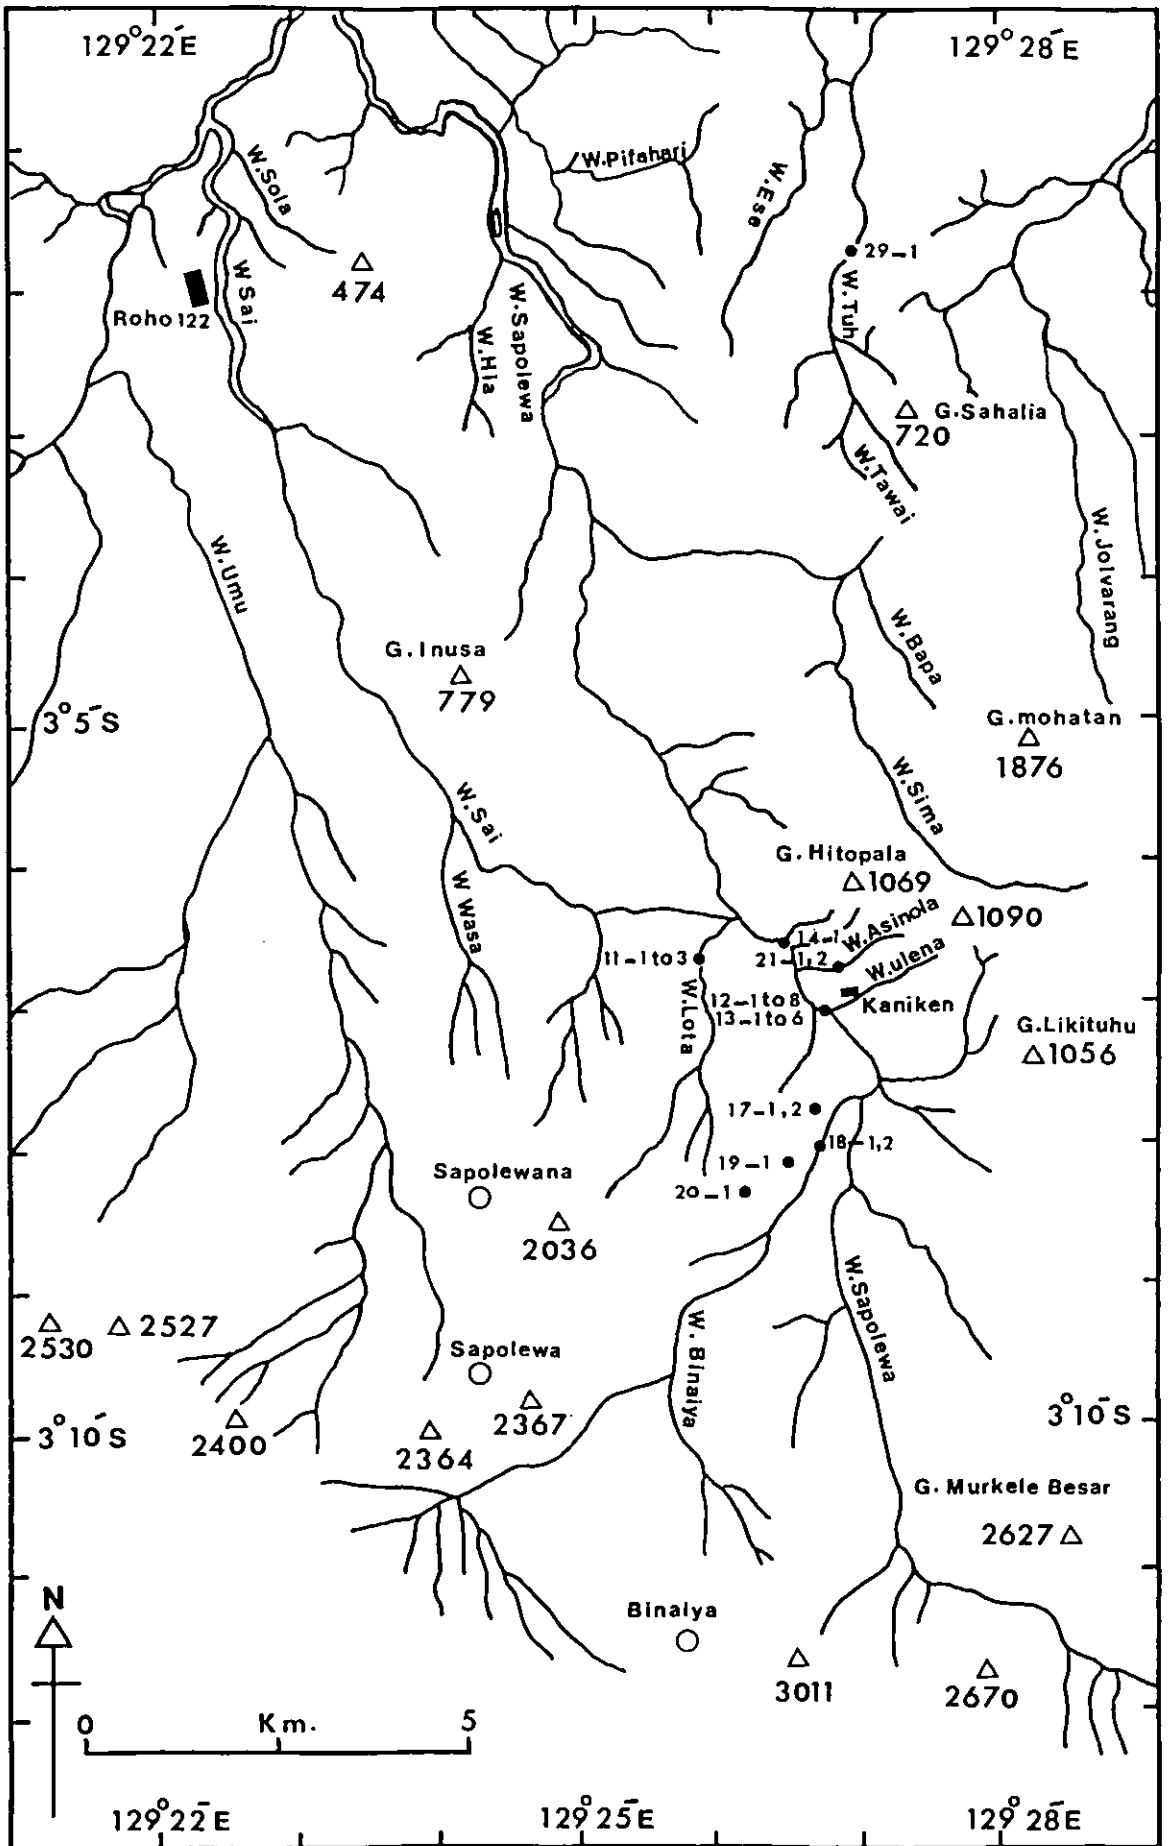 129°22′E
129°28′E
W.Sola
W.Pifahari
W.Ese
29-1
W Sai
474
W.Tuh
Roho 122
W.Hia
W.Sapolewa
G.Sahalia
720
W.Tawai
W.Umu
W.Jolvarang
G.Inusa
779
W.Bapa
3°5′S
G.mohatan
1876
W.Sai
W.Sima
G.Hitopala
1069
W Wasa
1090
W.Asinola
14-1
21-1,2
11-1to3
W.ulena
W.Lota
12-1to8
13-1to6
Kaniken
G.Likituhu
1056
17-1,2
18-1,2
19-1
20-1
Sapolewana
2036
W.Sapolewa
2530
2527
W.Binaiya
Sapolewa
2367
2400
2364
3°10′S
3°10′S
G.Murkele Besar
2627
N
Binaiya
3011
2670
0 Km. 5
129°22′E
129°25′E
129°28′E